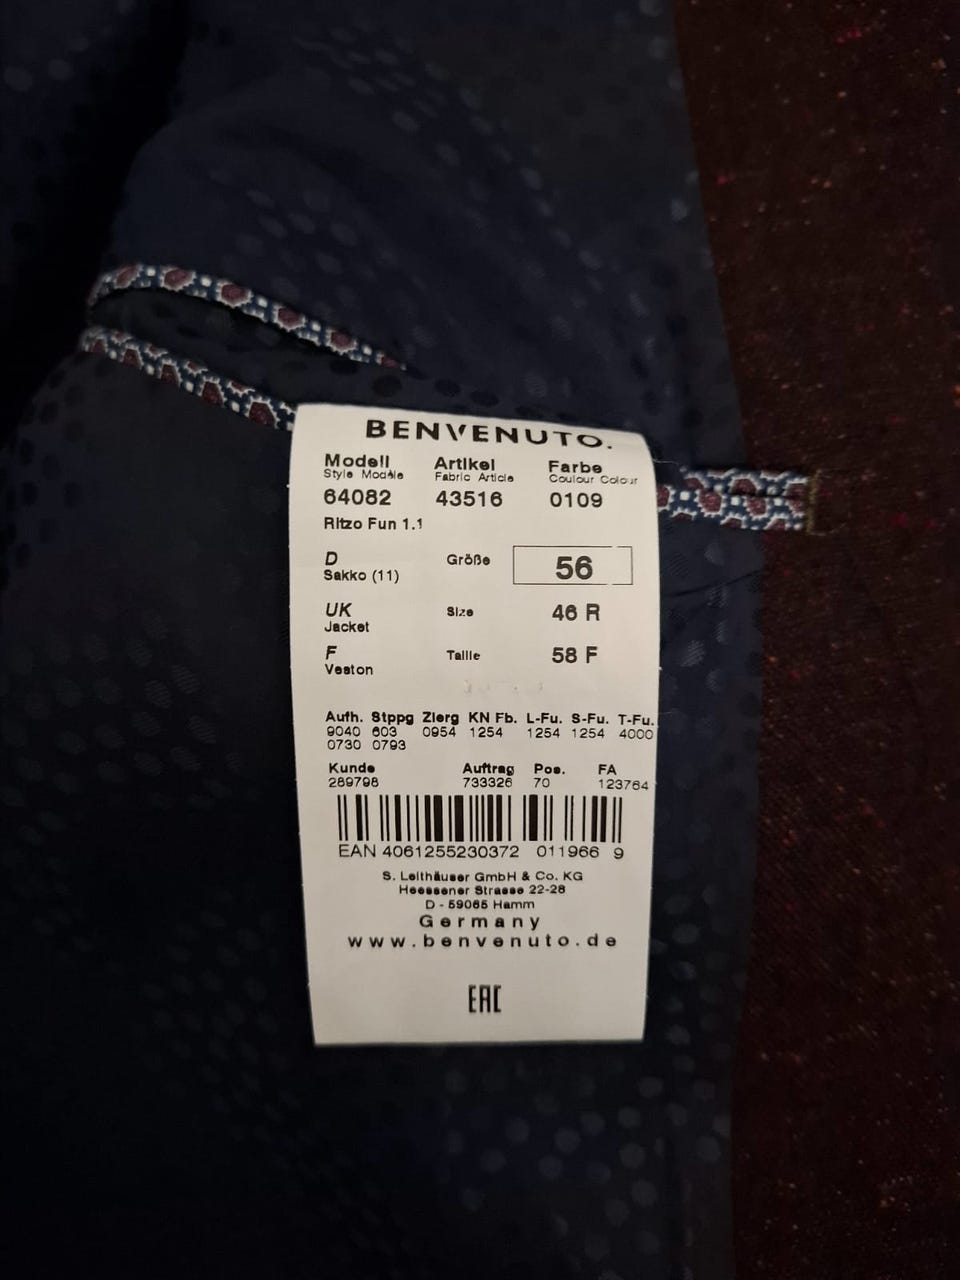 BENVENUTO.
Modell Artikel Farbe
Style Modèle Fabric Article Coulour Colour
64082 43516 0109
Ritzo Fun 1.1
D Größe 56
Sakko (11)
UK Size 46 R
Jacket
F Taille 58 F
Veston
Aufh. Stppg Zierg KN Fb. L-Fu. S-Fu. T-Fu.
9040 603 0954 1254 1254 1254 4000
0730 0793
Kunde Auftrag Pos. FA
289798 733326 70 123764
EAN 4061255230372 011966 9
S. Leithäuser GmbH & Co. KG
Heessener Strasse 22-28
D - 59065 Hamm
Germany
www.benvenuto.de
EAC